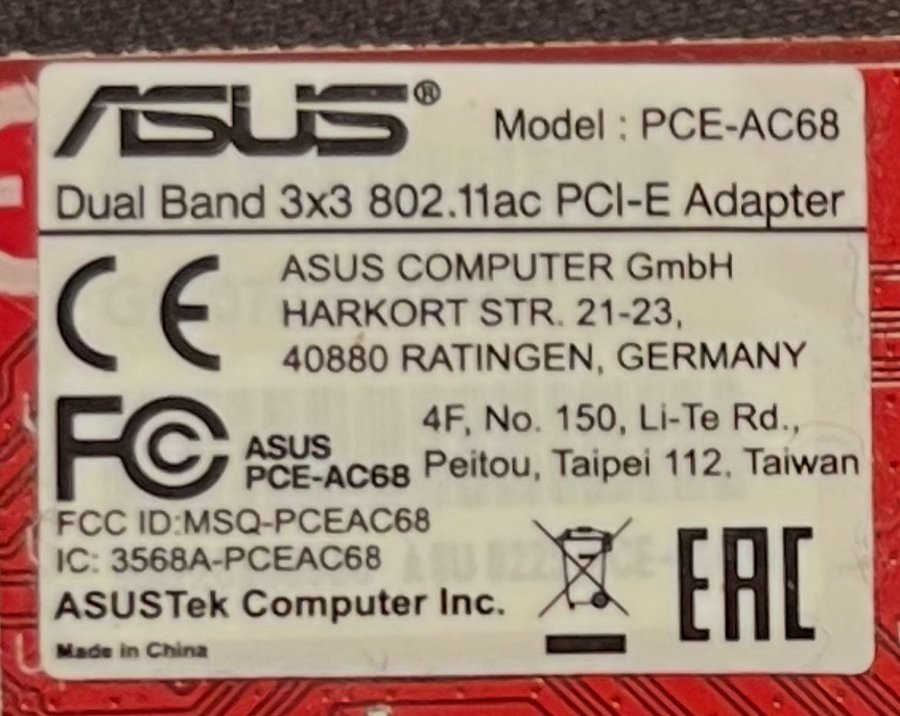 ASUS® Model : PCE-AC68
Dual Band 3x3 802.11ac PCI-E Adapter
CE
ASUS COMPUTER GmbH
HARKORT STR. 21-23,
40880 RATINGEN, GERMANY
FC
ASUS
PCE-AC68
4F, No. 150, Li-Te Rd.,
Peitou, Taipei 112, Taiwan
FCC ID:MSQ-PCEAC68
IC: 3568A-PCEAC68
ASUSTek Computer Inc.
Made in China
EAC